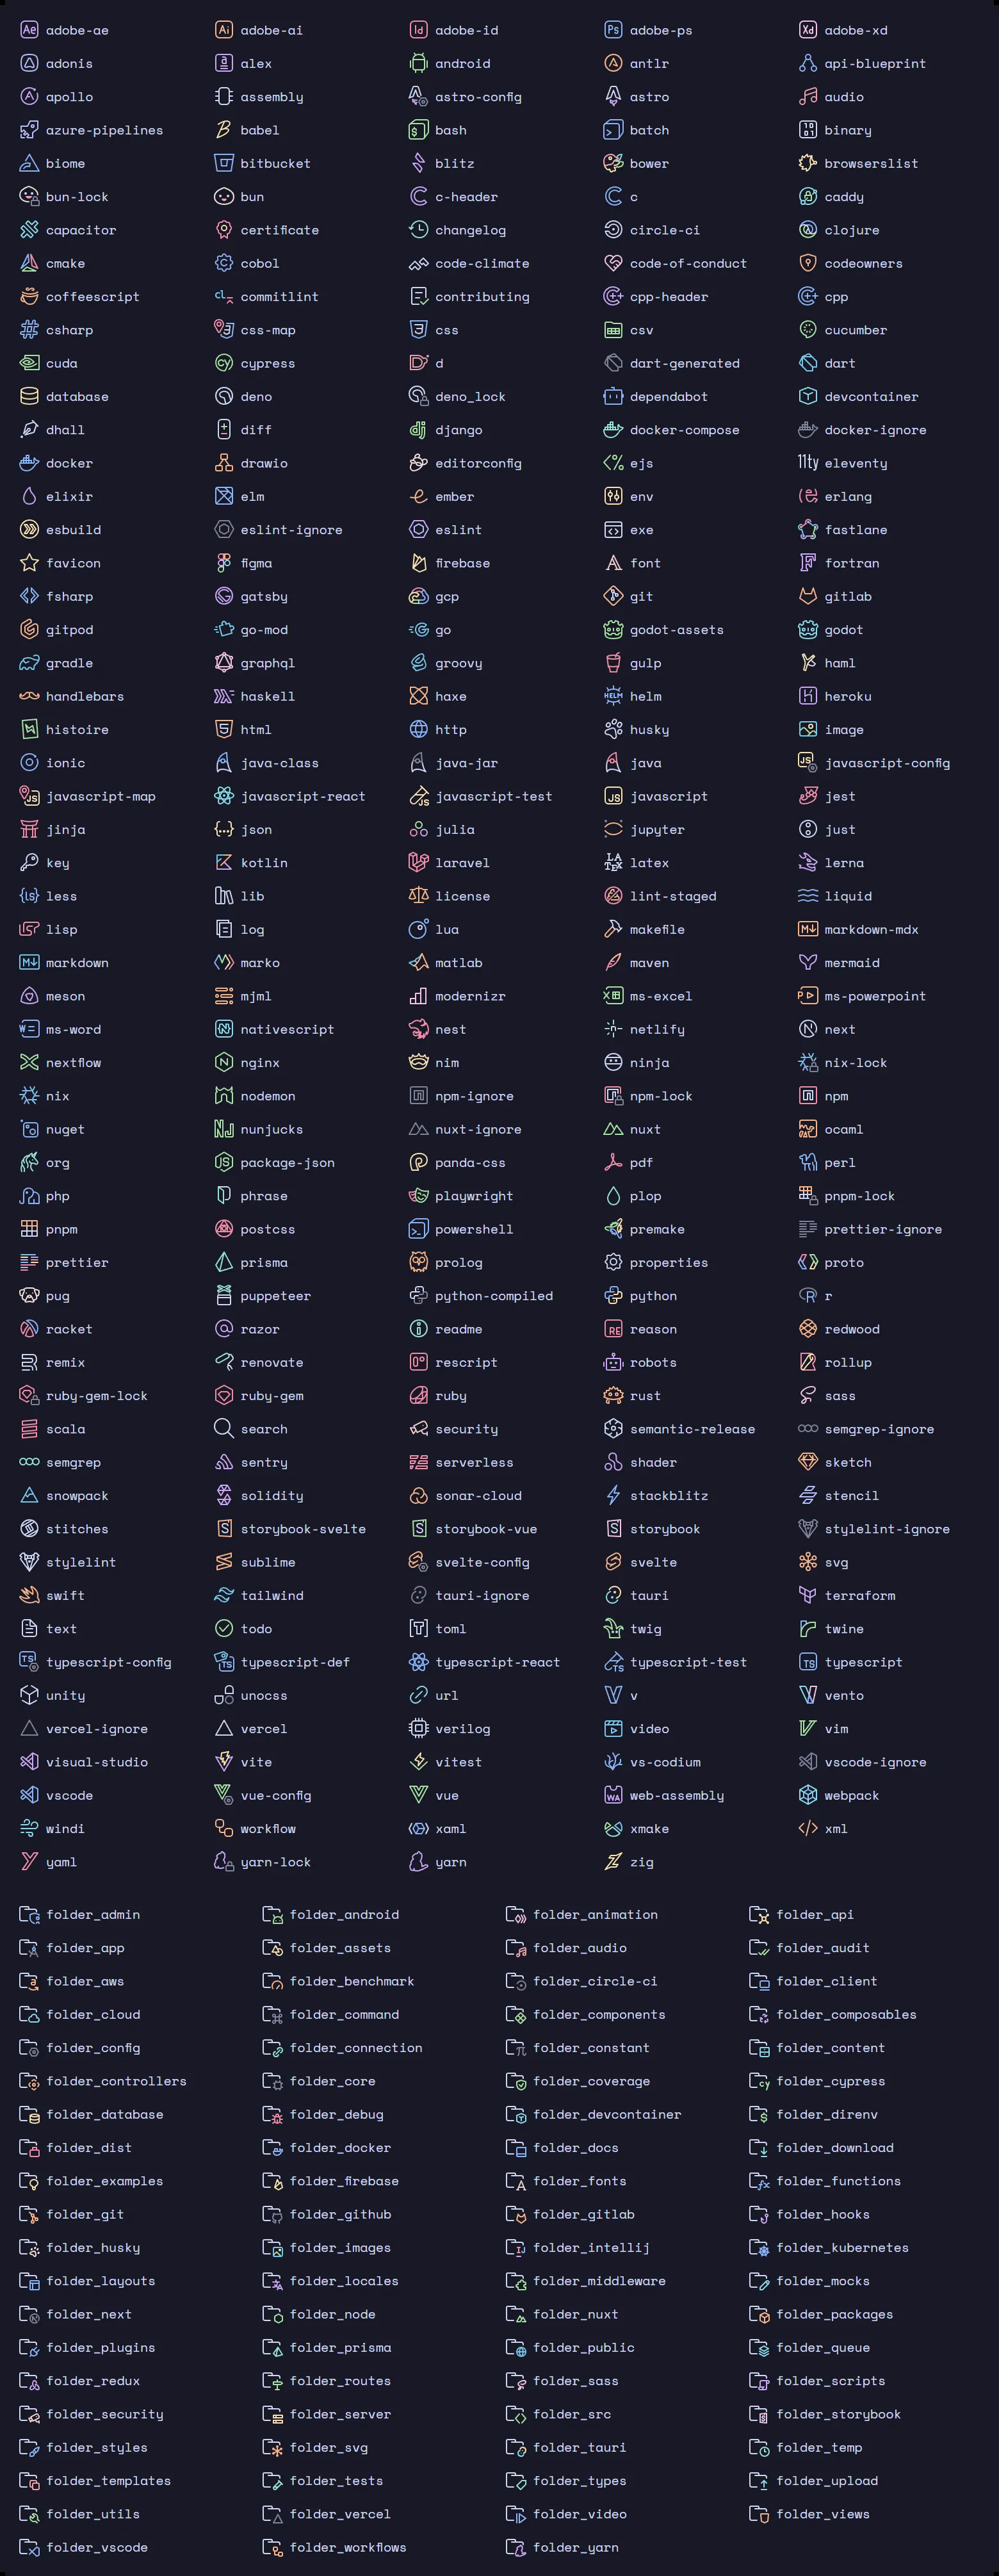 adobe-ae adobe-ai adobe-id adobe-ps adobe-xd
adonis alex android antlr api-blueprint
apollo assembly astro-config astro audio
azure-pipelines babel bash batch binary
biome bitbucket blitz bower browserslist
bun-lock bun c-header c caddy
capacitor certificate changelog circle-ci clojure
cmake cobol code-climate code-of-conduct codeowners
coffeescript commitlint contributing cpp-header cpp
csharp css-map css csv cucumber
cuda cypress d dart-generated dart
database deno deno_lock dependabot devcontainer
dhall diff django docker-compose docker-ignore
docker drawio editorconfig ejs eleventy
elixir elm ember env erlang
esbuild eslint-ignore eslint exe fastlane
favicon figma firebase font fortran
fsharp gatsby gcp git gitlab
gitpod go-mod go godot-assets godot
gradle graphql groovy gulp haml
handlebars haskell haxe helm heroku
histoire html http husky image
ionic java-class java-jar java javascript-config
javascript-map javascript-react javascript-test javascript jest
jinja json julia jupyter just
key kotlin laravel latex lerna
less lib license lint-staged liquid
lisp log lua makefile markdown-mdx
markdown marko matlab maven mermaid
meson mjml modernizr ms-excel ms-powerpoint
ms-word nativescript nest netlify next
nextflow nginx nim ninja nix-lock
nix nodemon npm-ignore npm-lock npm
nuget nunjucks nuxt-ignore nuxt ocaml
org package-json panda-css pdf perl
php phrase playwright plop pnpm-lock
pnpm postcss powershell premake prettier-ignore
prettier prisma prolog properties proto
pug puppeteer python-compiled python r
racket razor readme reason redwood
remix renovate rescript robots rollup
ruby-gem-lock ruby-gem ruby rust sass
scala search security semantic-release semgrep-ignore
semgrep sentry serverless shader sketch
snowpack solidity sonar-cloud stackblitz stencil
stitches storybook-svelte storybook-vue storybook stylelint-ignore
stylelint sublime svelte-config svelte svg
swift tailwind tauri-ignore tauri terraform
text todo toml twig twine
typescript-config typescript-def typescript-react typescript-test typescript
unity unocss url v vento
vercel-ignore vercel verilog video vim
visual-studio vite vitest vs-codium vscode-ignore
vscode vue-config vue web-assembly webpack
windi workflow xaml xmake xml
yaml yarn-lock yarn zig
folder_admin folder_android folder_animation folder_api
folder_app folder_assets folder_audio folder_audit
folder_aws folder_benchmark folder_circle-ci folder_client
folder_cloud folder_command folder_components folder_composables
folder_config folder_connection folder_constant folder_content
folder_controllers folder_core folder_coverage folder_cypress
folder_database folder_debug folder_devcontainer folder_direnv
folder_dist folder_docker folder_docs folder_download
folder_examples folder_firebase folder_fonts folder_functions
folder_git folder_github folder_gitlab folder_hooks
folder_husky folder_images folder_intellij folder_kubernetes
folder_layouts folder_locales folder_middleware folder_mocks
folder_next folder_node folder_nuxt folder_packages
folder_plugins folder_prisma folder_public folder_queue
folder_redux folder_routes folder_sass folder_scripts
folder_security folder_server folder_src folder_storybook
folder_styles folder_svg folder_tauri folder_temp
folder_templates folder_tests folder_types folder_upload
folder_utils folder_vercel folder_video folder_views
folder_vscode folder_workflows folder_yarn